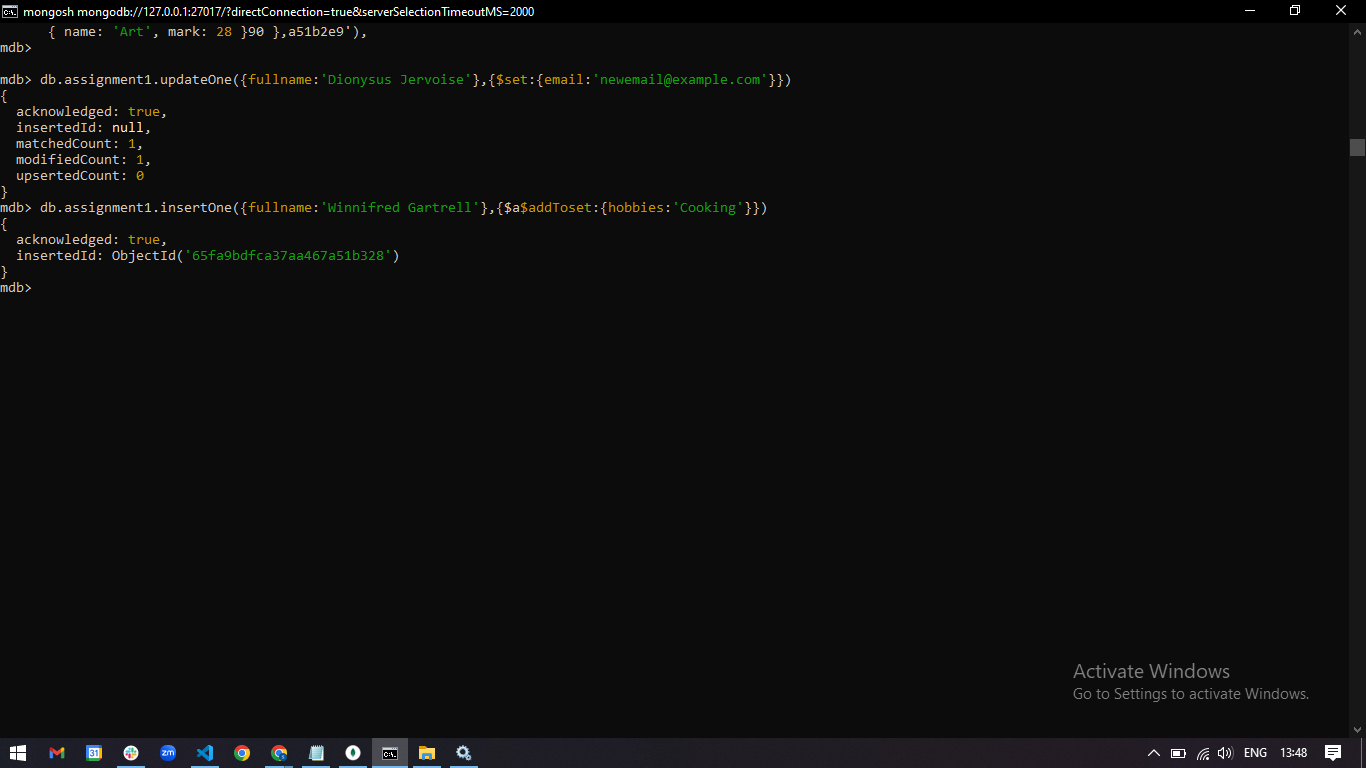 mongosh mongodb://127.0.0.1:27017/?directConnection=true&serverSelectionTimeoutMS=2000
{ name: 'Art', mark: 28 }90 },a51b2e9'),
mdb>
mdb> db.assignment1.updateOne({fullname:'Dionysus Jervoise'},{$set:{email:'newemail@example.com'}})
{
acknowledged: true,
insertedId: null,
matchedCount: 1,
modifiedCount: 1,
upsertedCount: 0
}
mdb> db.assignment1.insertOne({fullname:'Winnifred Gartrell'},{$a$addToset:{hobbies:'Cooking'}})
{
acknowledged: true,
insertedId: ObjectId('65fa9bdfca37aa467a51b328')
}
mdb>
Activate Windows
Go to Settings to activate Windows.
31
zm
ENG
13:48